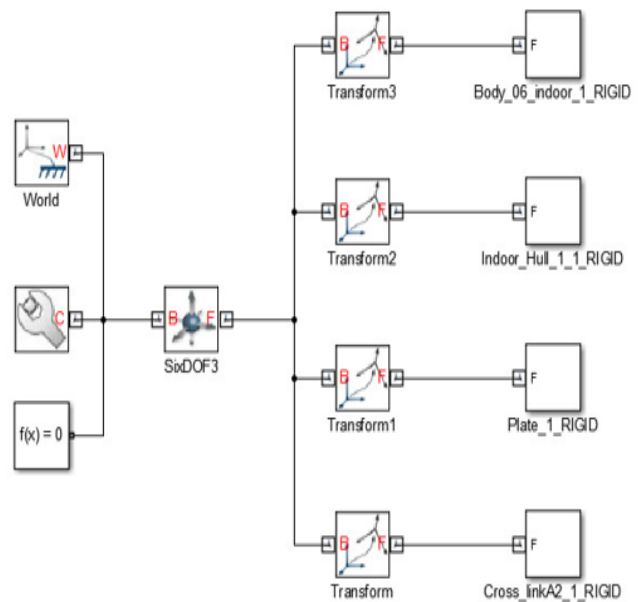 B F
Transform3
F
Body_06_indoor_1_RIGID
W
World
B F
Transform2
F
Indoor_Hull_1_1_RIGID
C
B F
SixDOF3
B F
Transform1
F
Plate_1_RIGID
f(x) = 0
B F
Transform
F
Cross_linkA2_1_RIGID